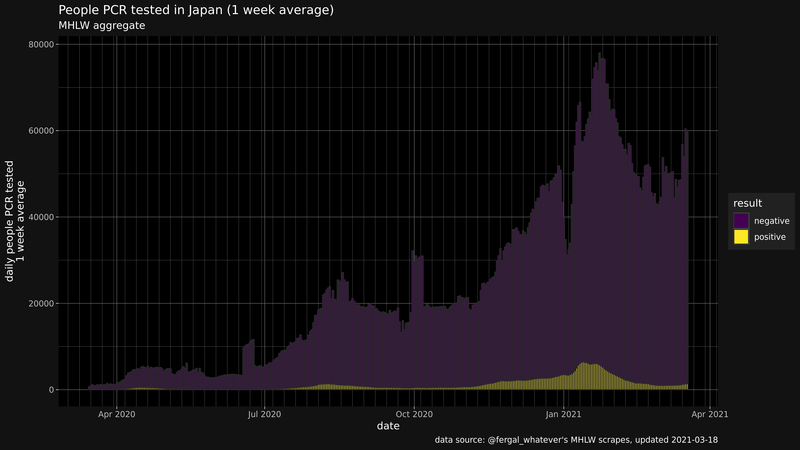 People PCR tested in Japan (1 week average)
MHLW aggregate
80000
60000
40000
20000
0
daily people PCR tested
1 week average
Apr 2020
Jul 2020
Oct 2020
Jan 2021
Apr 2021
date
result
negative
positive
data source: @fergal_whatever's MHLW scrapes, updated 2021-03-18